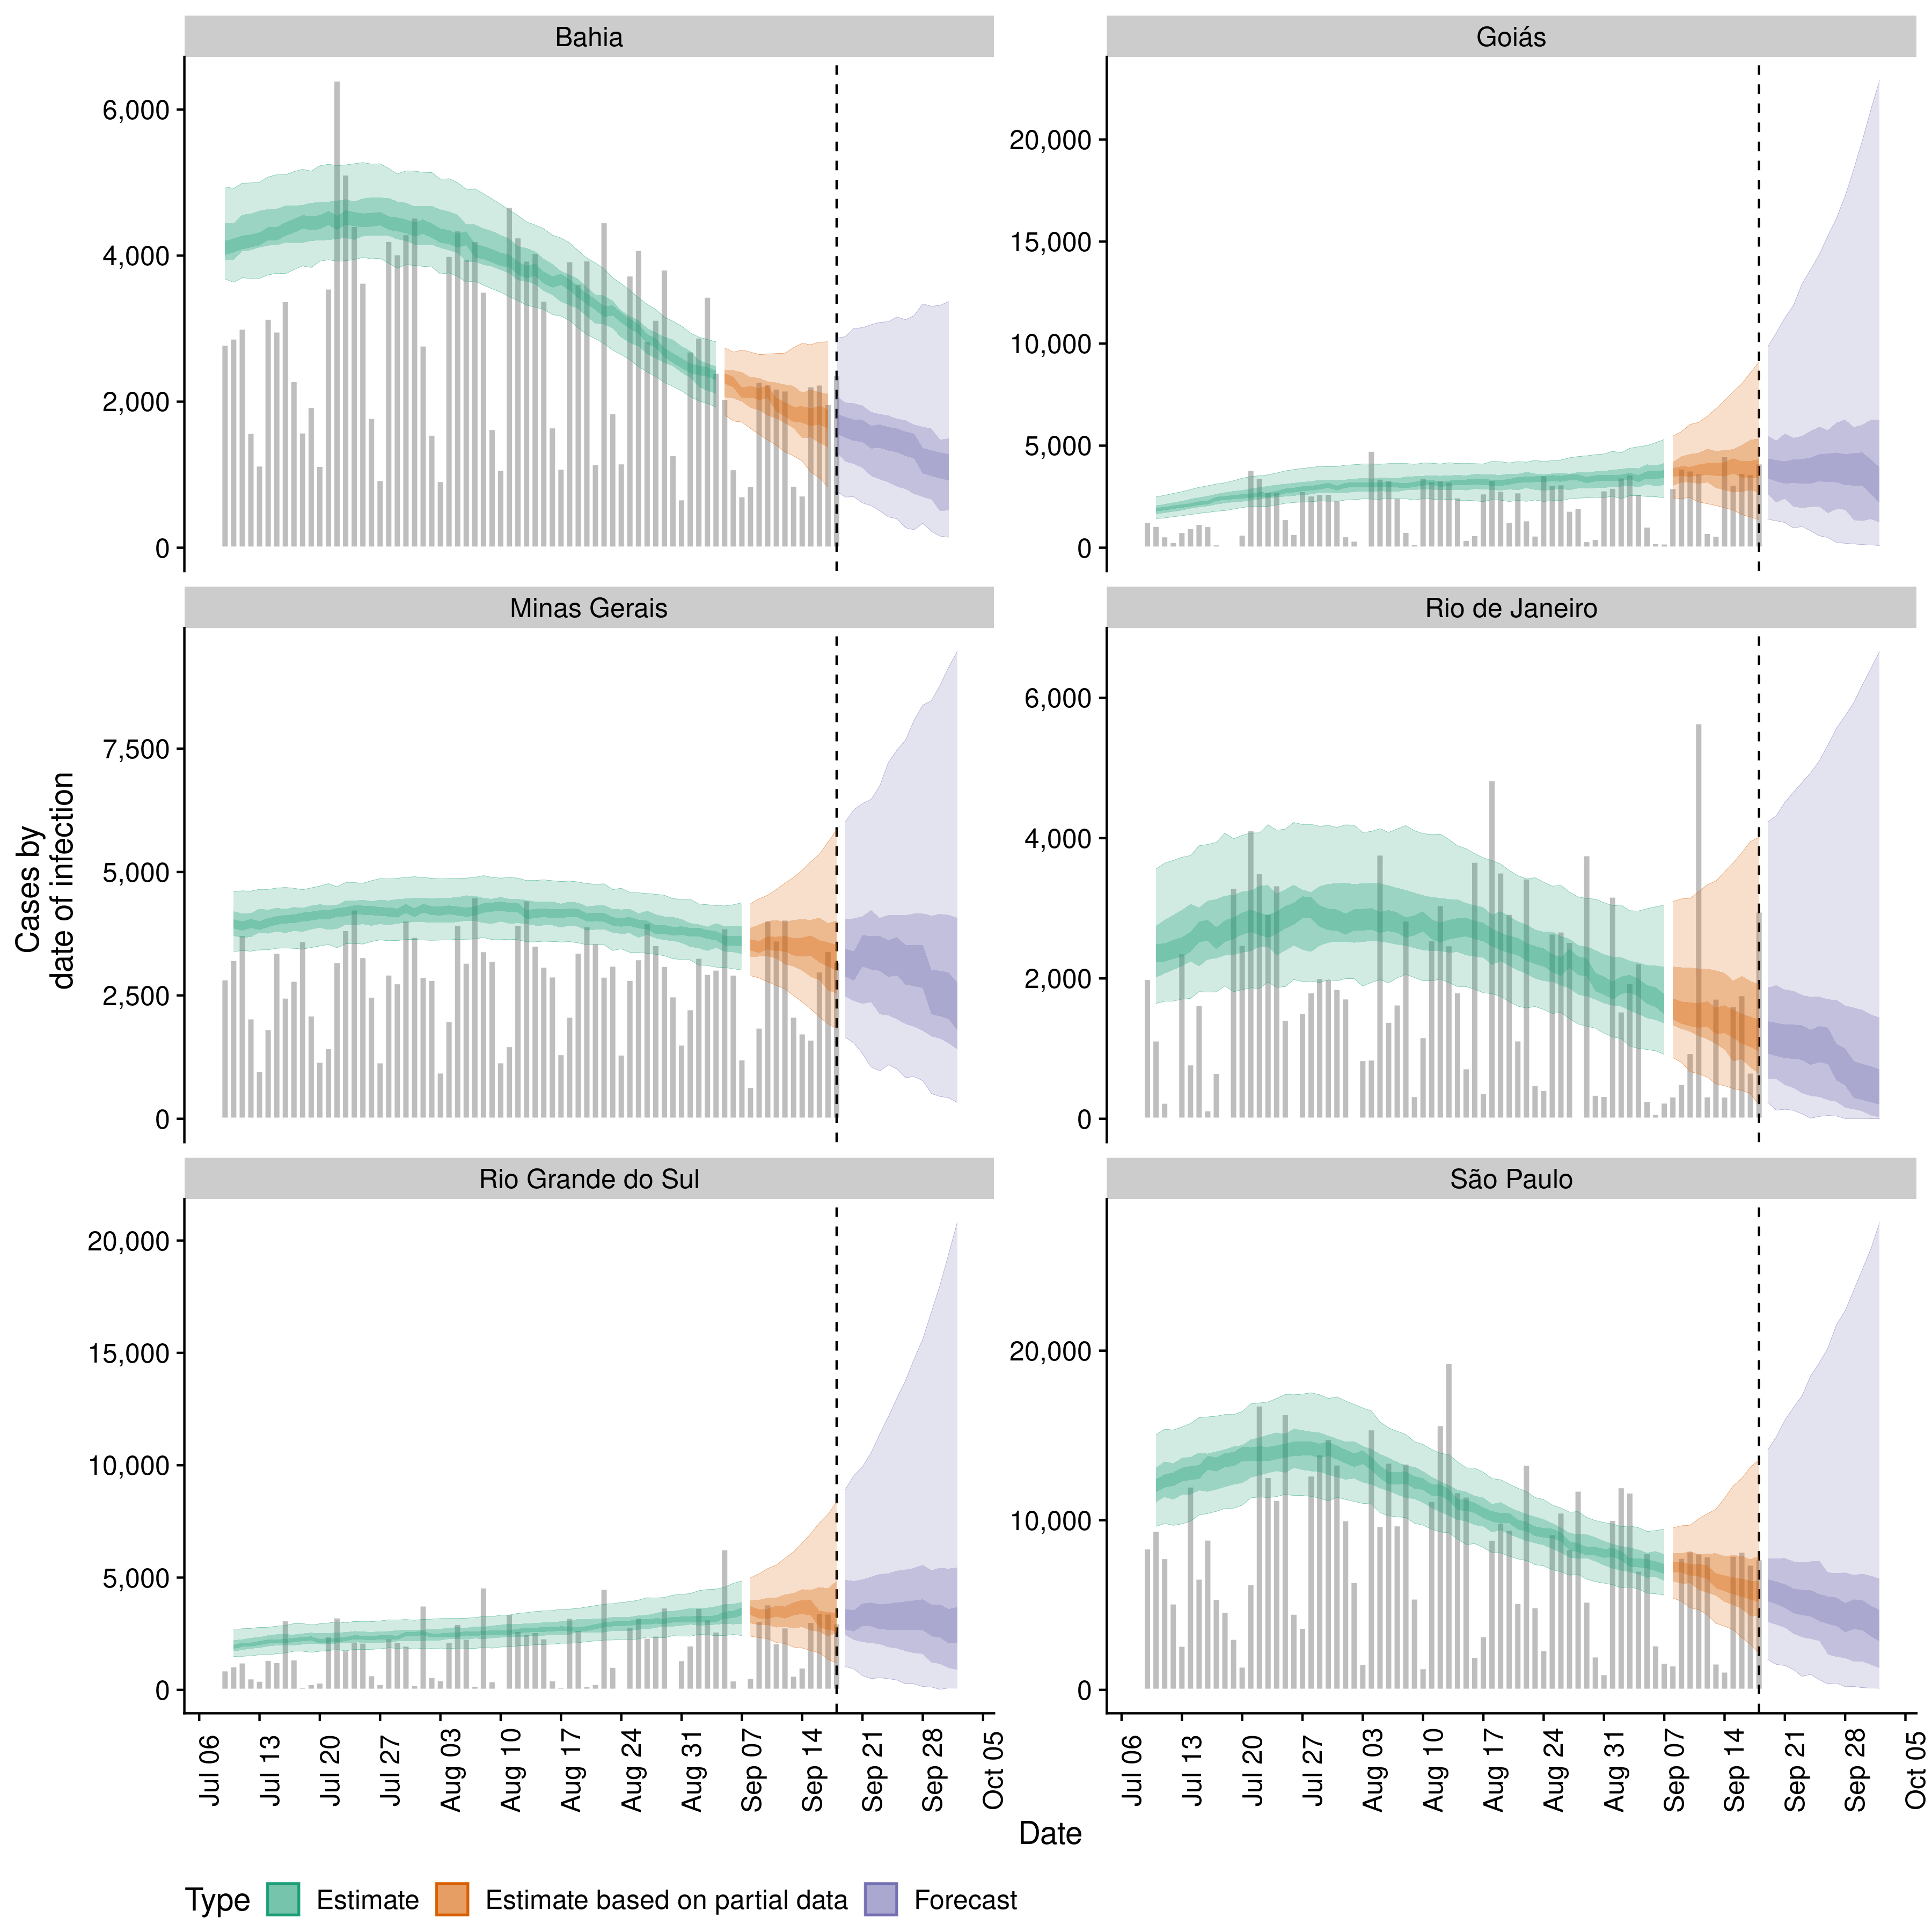 Bahia
Goiás
6,000
4,000
2,000
0
20,000
15,000
10,000
5,000
0
Minas Gerais
Rio de Janeiro
Cases by
date of infection
7,500
5,000
2,500
0
6,000
4,000
2,000
0
Rio Grande do Sul
São Paulo
20,000
15,000
10,000
5,000
0
20,000
10,000
0
Jul 06
Jul 13
Jul 20
Jul 27
Aug 03
Aug 10
Aug 17
Aug 24
Aug 31
Sep 07
Sep 14
Sep 21
Sep 28
Oct 05
Jul 06
Jul 13
Jul 20
Jul 27
Aug 03
Aug 10
Aug 17
Aug 24
Aug 31
Sep 07
Sep 14
Sep 21
Sep 28
Oct 05
Date
Type Estimate Estimate based on partial data Forecast